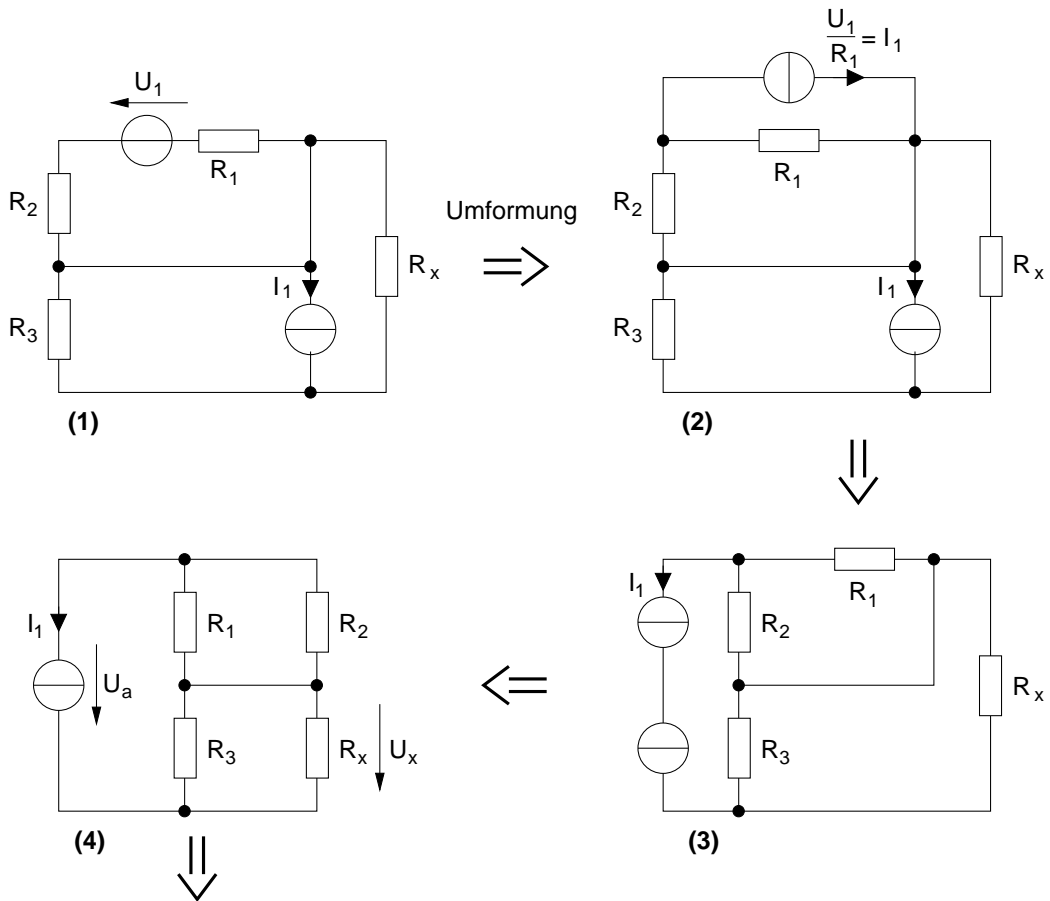 U1
R1
R2
R3
I1
Rx
(1)
Umformung
U1
R1
= I1
R1
R2
R3
I1
Rx
(2)
I1
Ua
R1
R2
R3
Rx
Ux
(4)
I1
R1
R2
R3
Rx
(3)